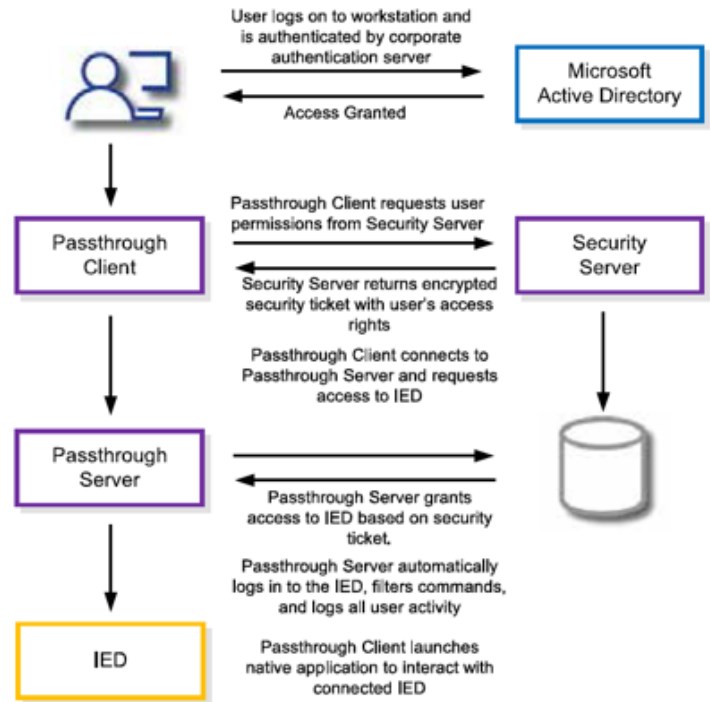 User logs on to workstation and
is authenticated by corporate
authentication server
Microsoft
Active Directory
Access Granted
Passthrough Client requests user
permissions from Security Server
Passthrough
Client
Security
Server
Security Server returns encrypted
security ticket with user's access
rights
Passthrough Client connects to
Passthrough Server and requests
access to IED
Passthrough
Server
Passthrough Server grants
access to IED based on security
ticket.
Passthrough Server automatically
logs in to the IED, filters commands,
and logs all user activity
IED
Passthrough Client launches
native application to interact with
connected IED